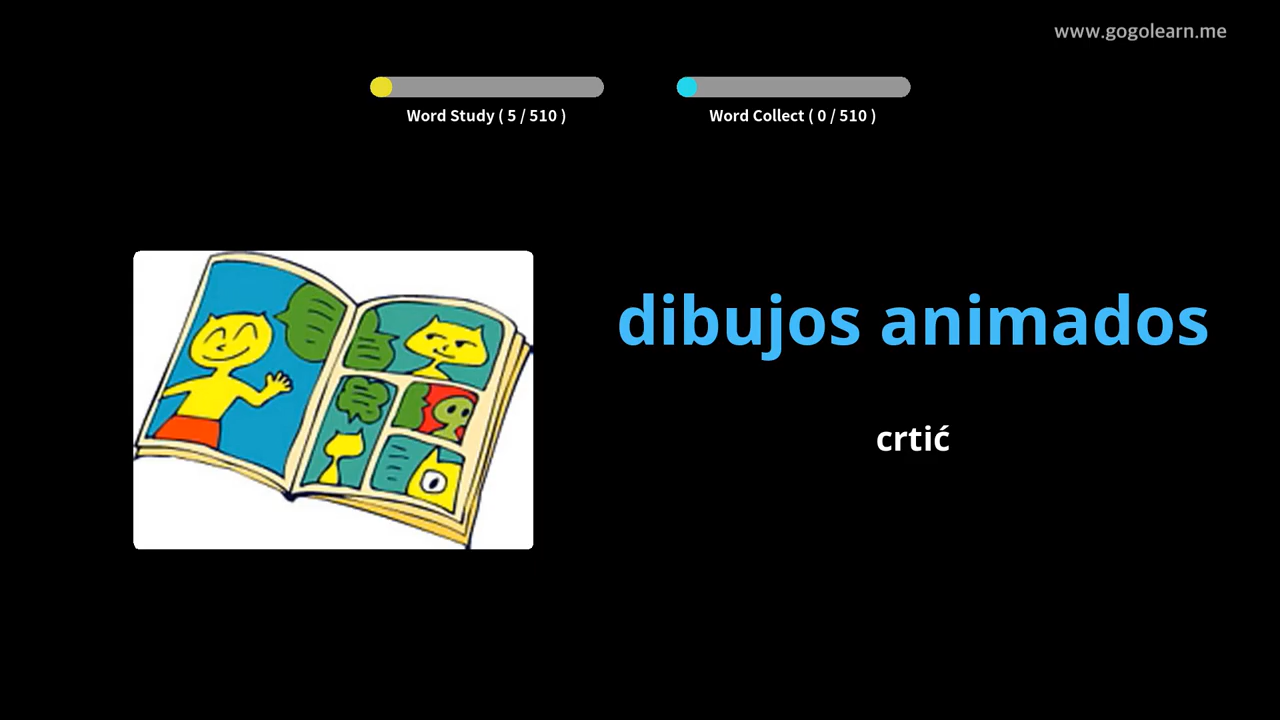 www.gogolearn.me
Word Study ( 5 / 510 )
Word Collect ( 0 / 510 )
dibujos animados
crtić